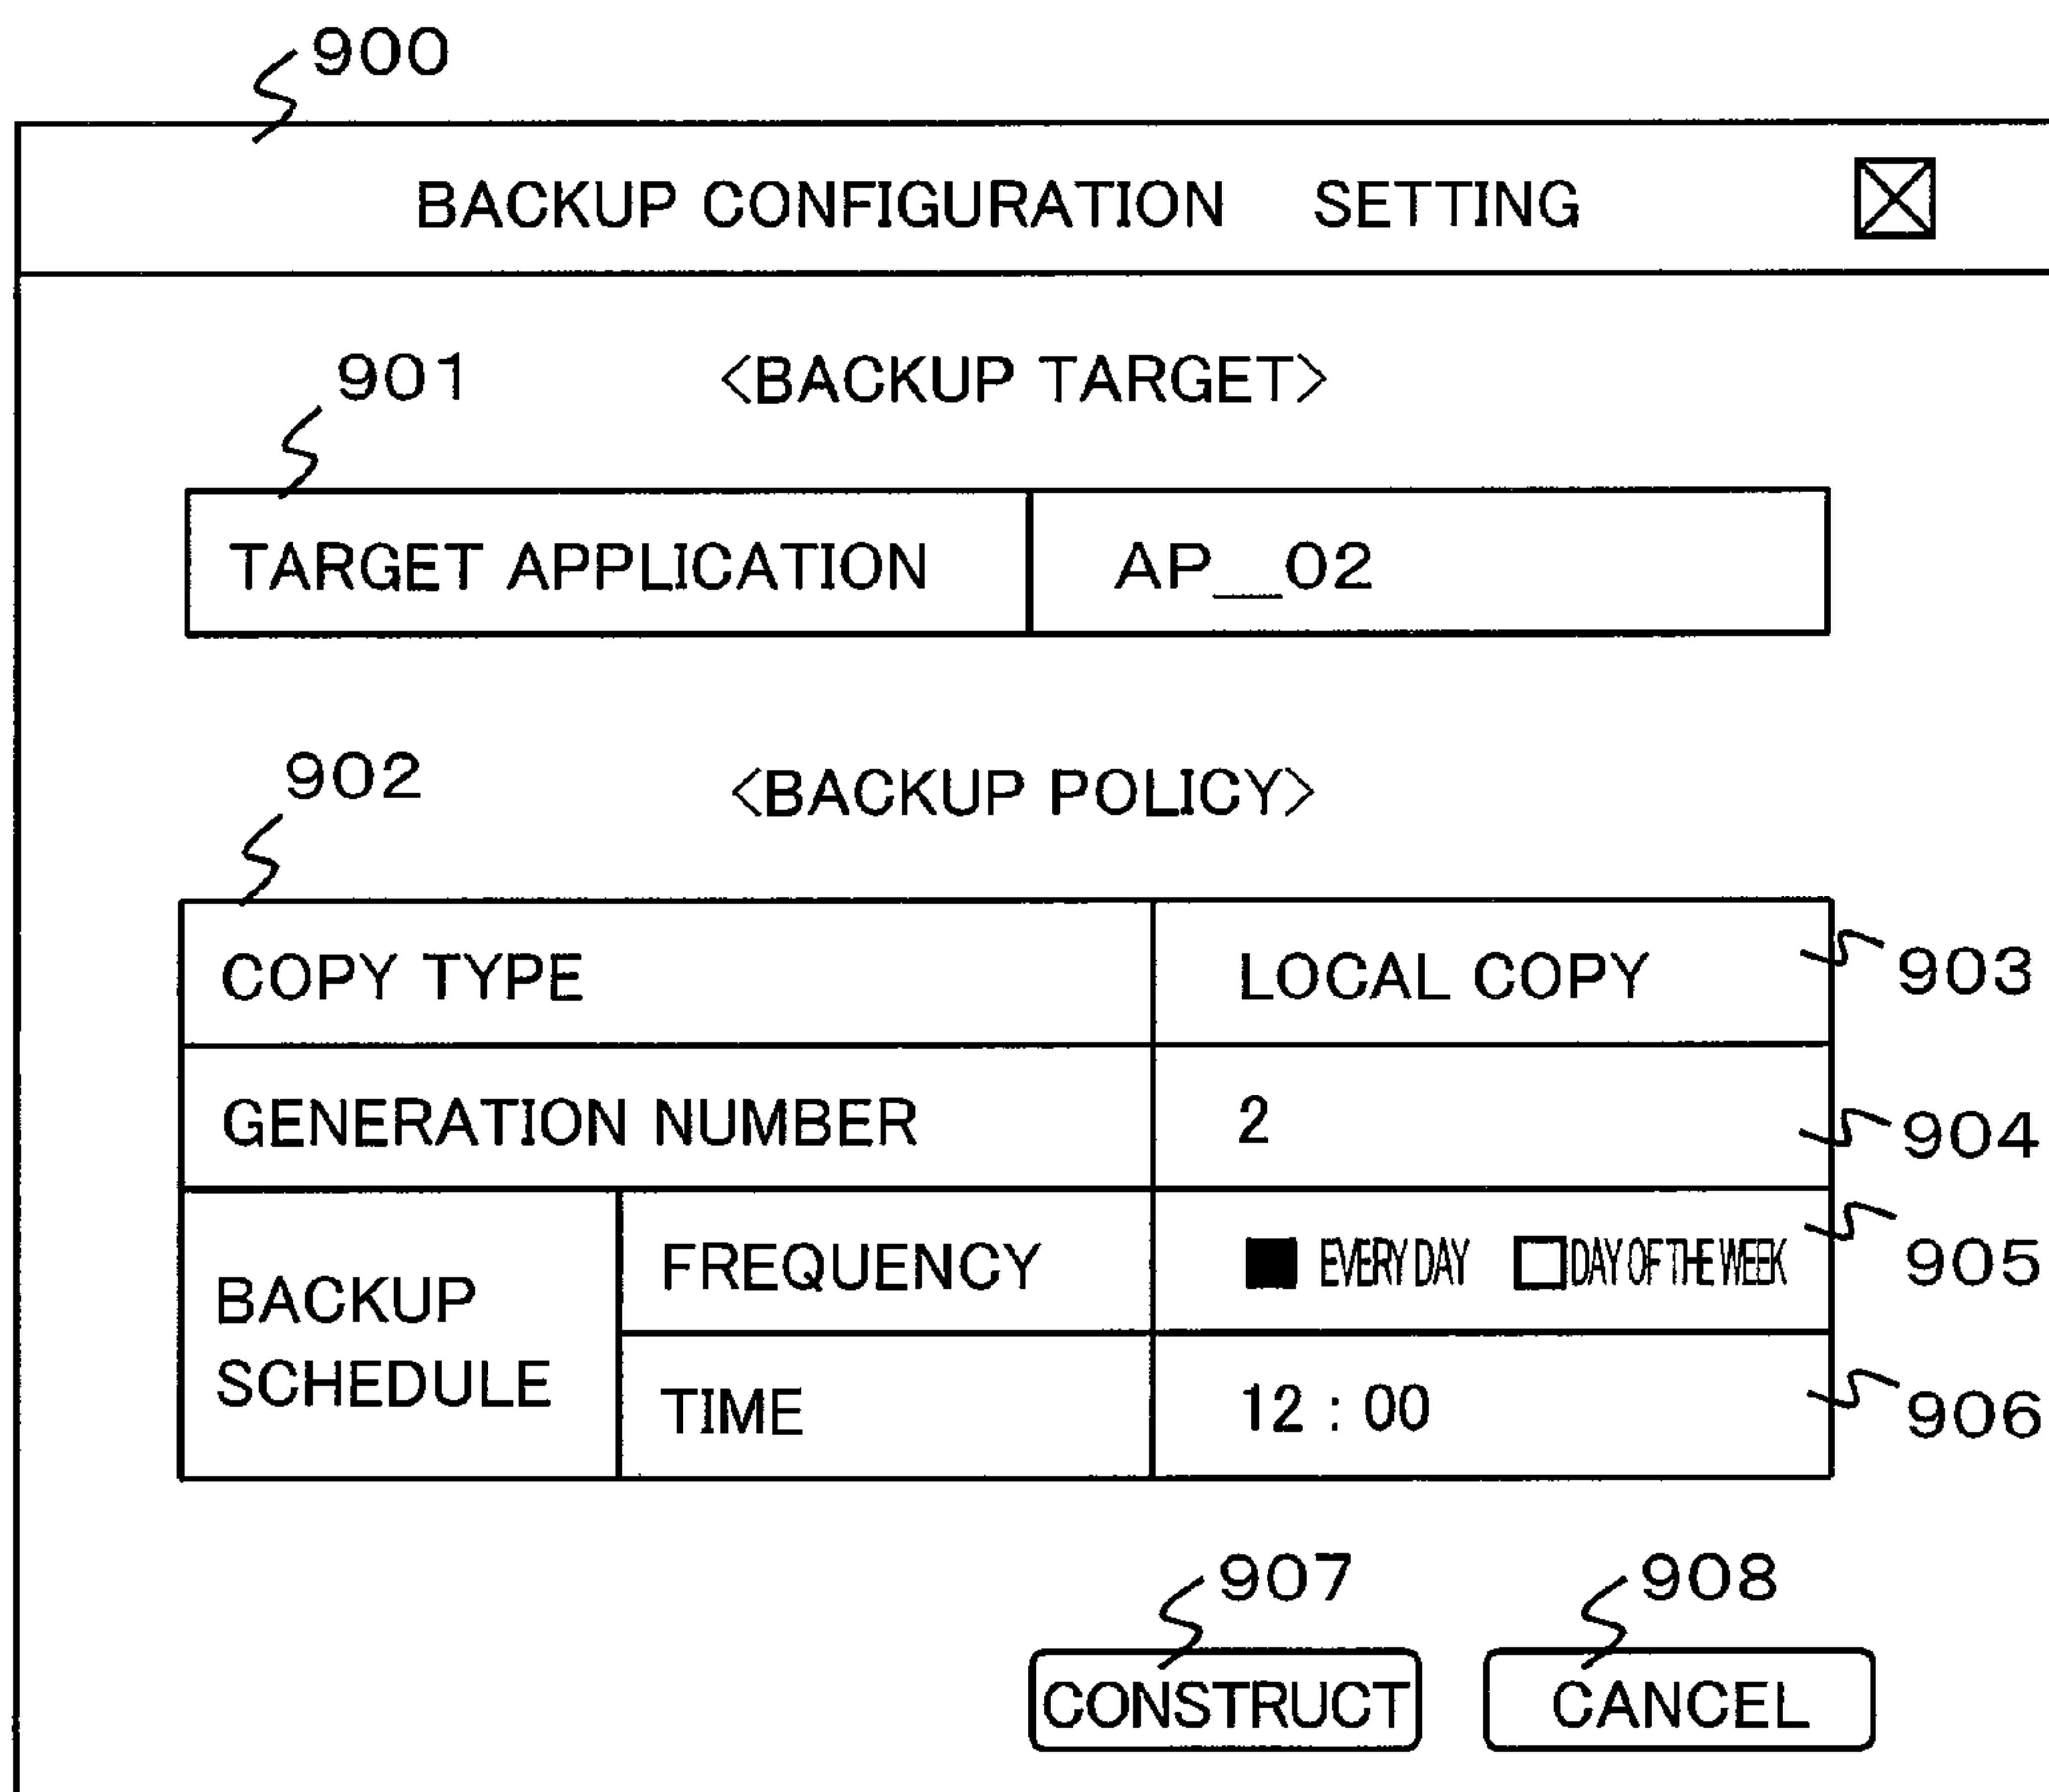 900
BACKUP CONFIGURATION SETTING
901
<BACKUP TARGET>
TARGET APPLICATION AP__02
902
<BACKUP POLICY>
COPY TYPE LOCAL COPY 903
GENERATION NUMBER 2 904
BACKUP SCHEDULE
FREQUENCY ■ EVERY DAY □ DAY OF THE WEEK 905
TIME 12 : 00 906
907
908
CONSTRUCT
CANCEL